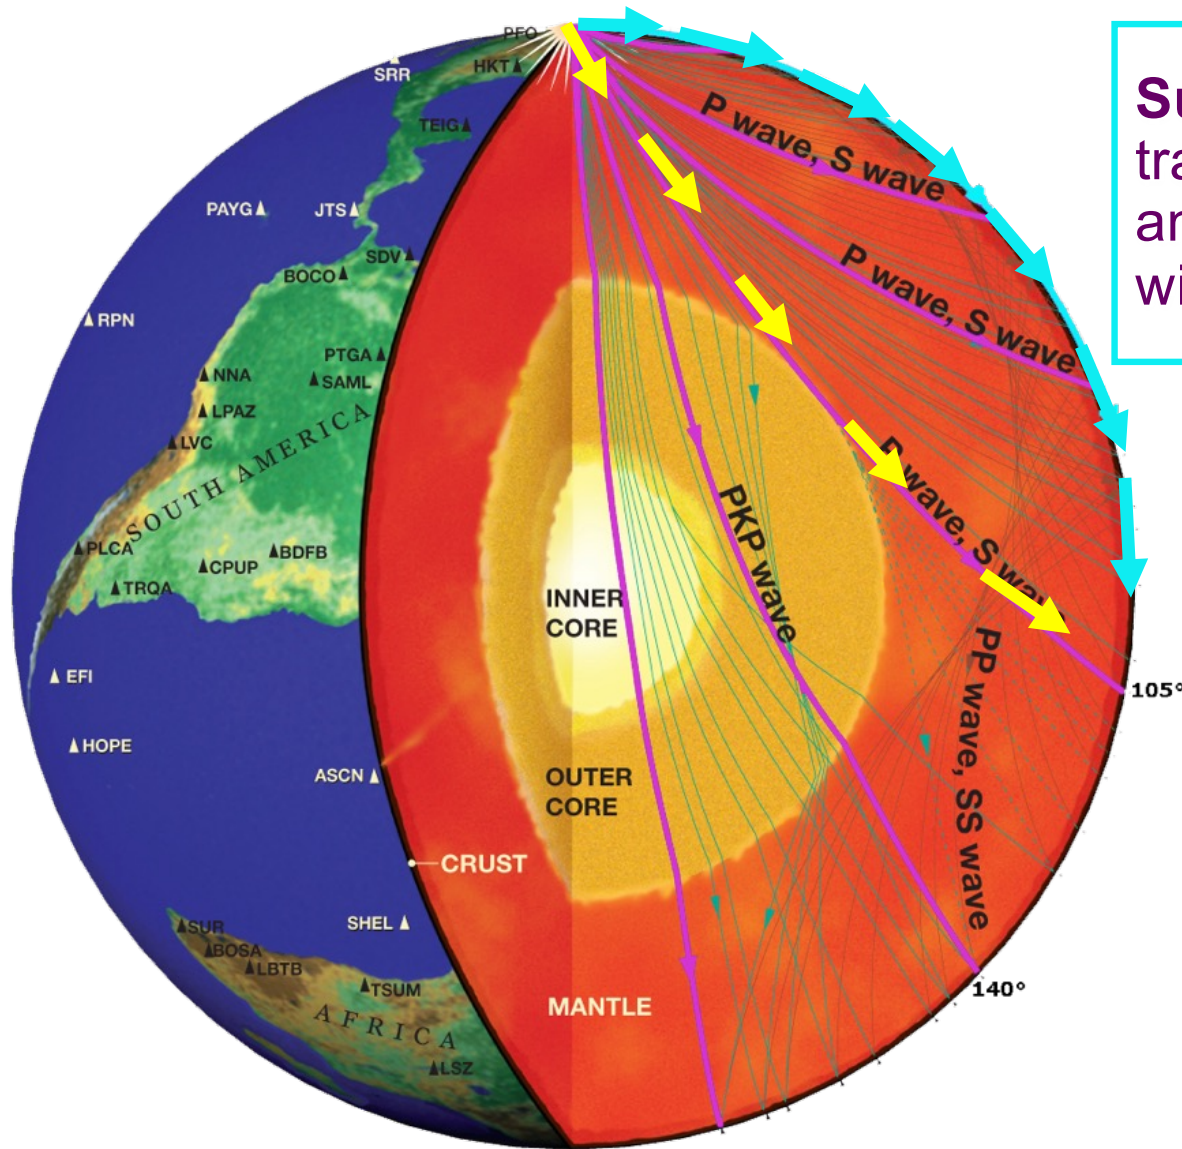 PFO
SRR
HKT
TEIG
PAYG
JTS
SDV
BOCO
RPN
PTGA
NNA
SAML
LPAZ
LVC
SOUTH AMERICA
PLCA
BDFB
CPUP
TRQA
EFI
HOPE
ASCN
CRUST
SHEL
SUR
BOSA
LBTB
TSUM
AFRICA
LSZ
P wave, S wave
P wave, S wave
P wave, S wave
PKP wave
PP wave, SS wave
INNER
CORE
OUTER
CORE
MANTLE
105°
140°
Su
tra
an
wi